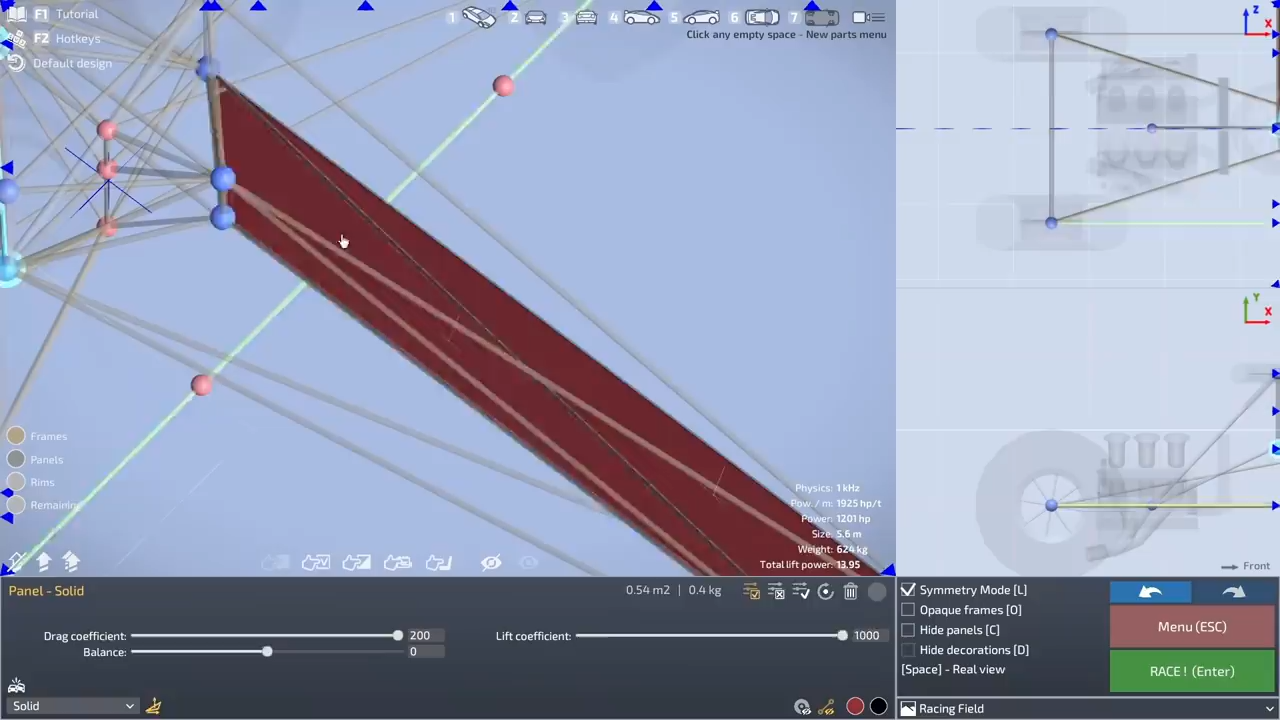 F1 Tutorial
F2 Hotkeys
Default design
1 2 3 4 5 6 7
Click any empty space - New parts menu
Z
X
Y
X
Front
Frames
Panels
Rims
Remaining
Physics: 1 kHz
Pow. / m: 1925 hp/t
Power: 1201 hp
Size: 5.6 m
Weight: 624 kg
Total lift power: 13.95
Panel - Solid
0.54 m2 | 0.4 kg
Drag coefficient: 200
Lift coefficient: 1000
Balance: 0
Solid
Symmetry Mode [L]
Opaque frames [O]
Hide panels [C]
Hide decorations [D]
[Space] - Real view
Menu (ESC)
RACE! (Enter)
Racing Field